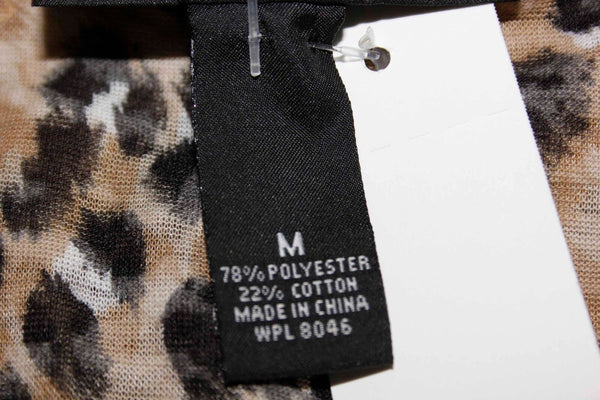 M
78% POLYESTER
22% COTTON
MADE IN CHINA
WPL 8046